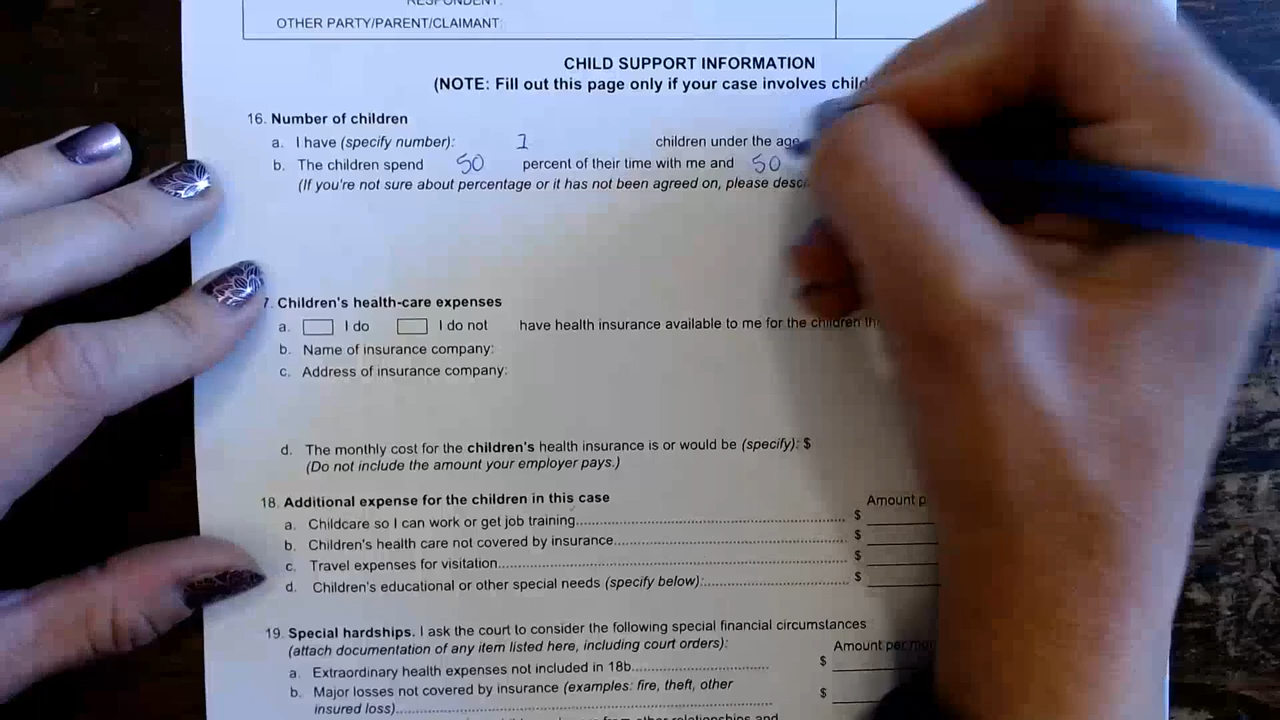 RESPONDENT:
OTHER PARTY/PARENT/CLAIMANT:
CHILD SUPPORT INFORMATION
(NOTE: Fill out this page only if your case involves child
16. Number of children
a. I have (specify number): 1 children under the age
b. The children spend 50 percent of their time with me and 50
(If you're not sure about percentage or it has not been agreed on, please
7. Children's health-care expenses
a. I do I do not have health insurance available to me for the children
b. Name of insurance company:
c. Address of insurance company:
d. The monthly cost for the children's health insurance is or would be (specify): $
(Do not include the amount your employer pays.)
18. Additional expense for the children in this case Amount
a. Childcare so I can work or get job training........ $
b. Children's health care not covered by insurance........ $
c. Travel expenses for visitation........ $
d. Children's educational or other special needs (specify below):........ $
19. Special hardships. I ask the court to consider the following special financial circumstances
(attach documentation of any item listed here, including court orders): Amount per
a. Extraordinary health expenses not included in 18b........ $
b. Major losses not covered by insurance (examples: fire, theft, other $
insured loss)........